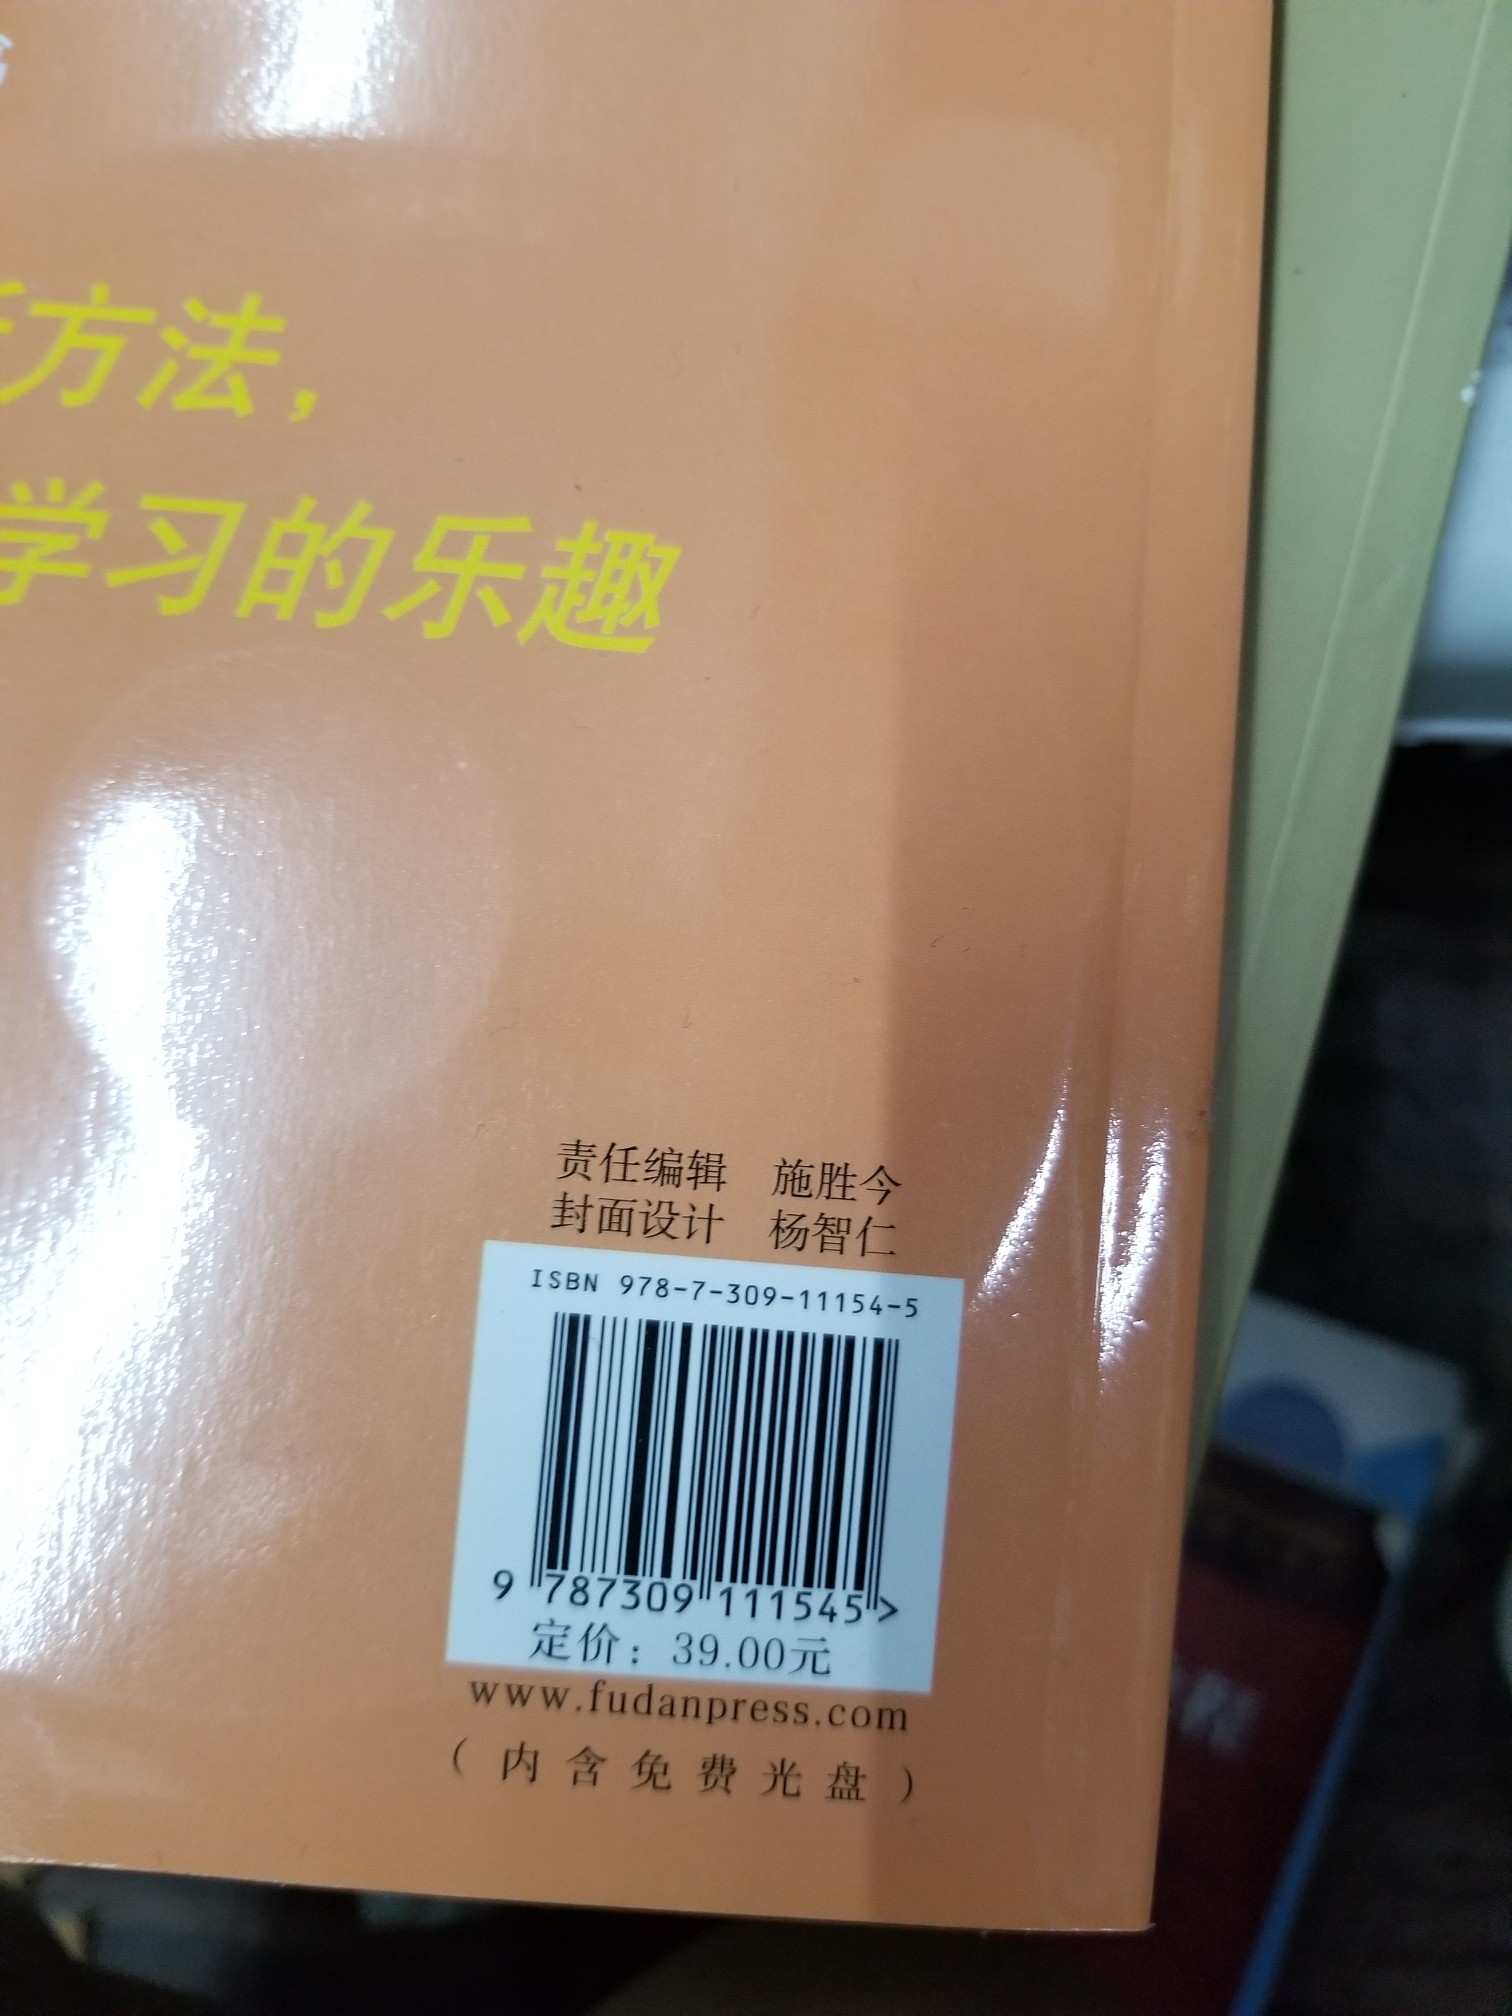 方法，
学习的乐趣
责任编辑 施胜今
封面设计 杨智仁
ISBN 978-7-309-11154-5
9 787309 111545 >
定价：39.00元
www.fudanpress.com
（内含免费光盘）